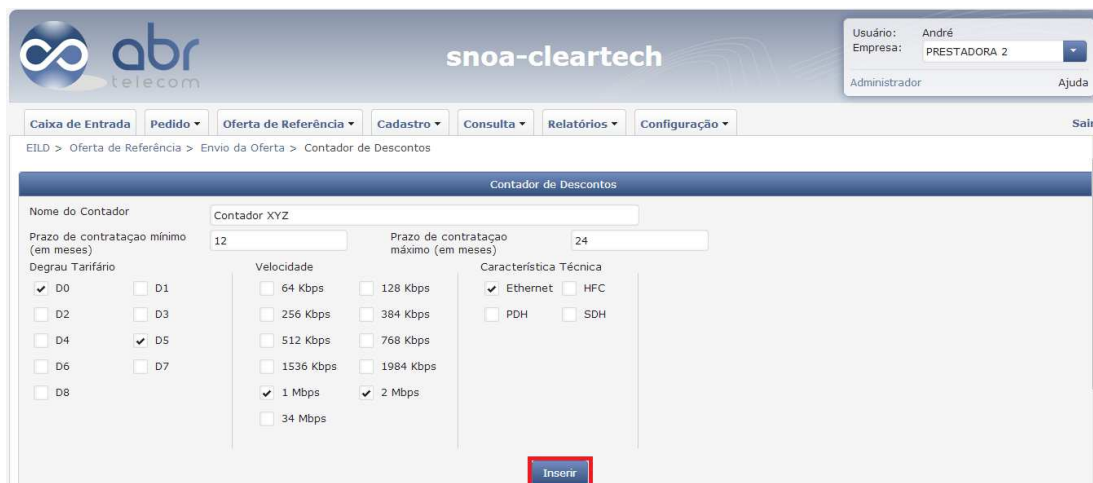 abr
telecom
snoa-cleartech
Usuário: André
Empresa: PRESTADORA 2
Administrador Ajuda
Caixa de Entrada Pedido Oferta de Referência Cadastro Consulta Relatórios Configuração Sair
EILD > Oferta de Referência > Envio da Oferta > Contador de Descontos
Contador de Descontos
Nome do Contador Contador XYZ
Prazo de contrataçao mínimo (em meses) 12 Prazo de contrataçao máximo (em meses) 24
Degrau Tarifário Velocidade Característica Técnica
D0 D1 64 Kbps 128 Kbps Ethernet HFC
D2 D3 256 Kbps 384 Kbps PDH SDH
D4 D5 512 Kbps 768 Kbps
D6 D7 1536 Kbps 1984 Kbps
D8 1 Mbps 2 Mbps
34 Mbps
Inserir